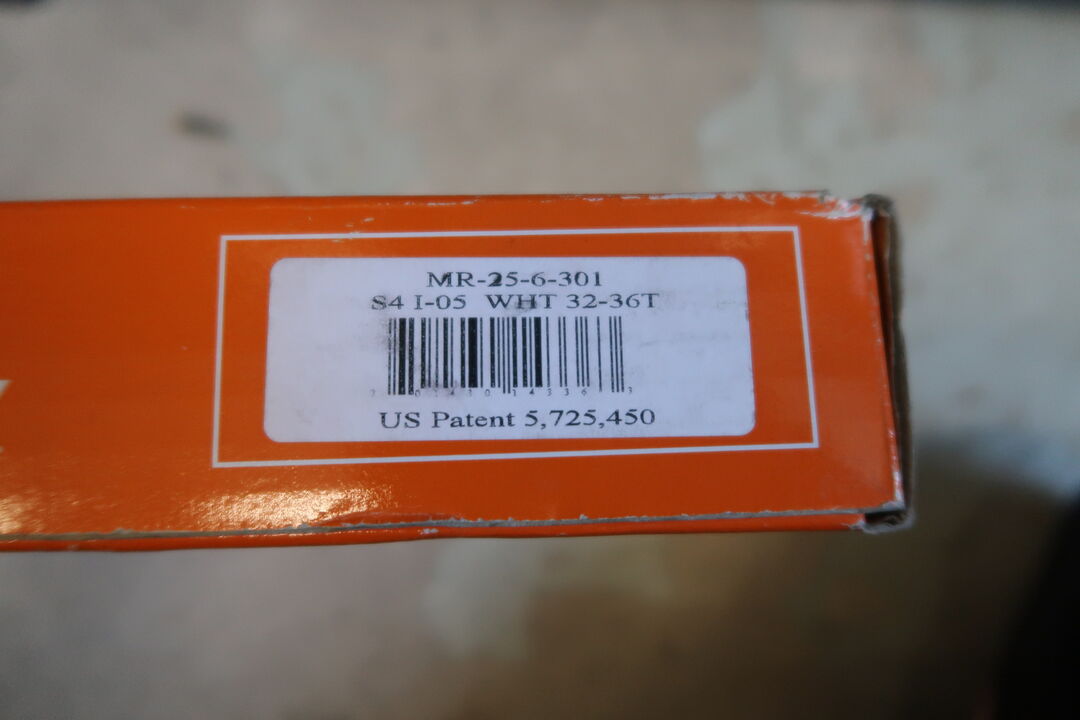 MR-25-6-301
S4 I-05 WHT 32-36T
US Patent 5,725,450